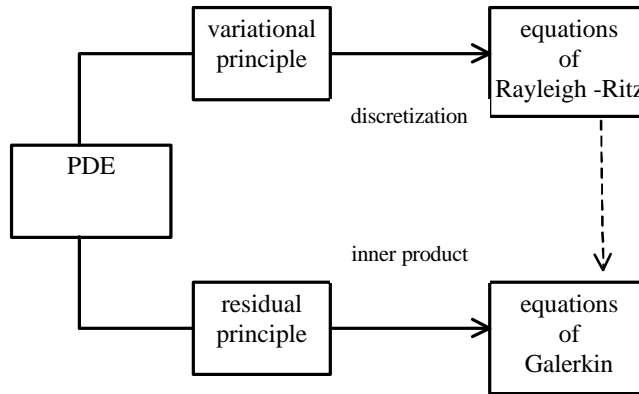 variational
principle
equations
of
Rayleigh -Ritz
discretization
PDE
inner product
residual
principle
equations
of
Galerkin